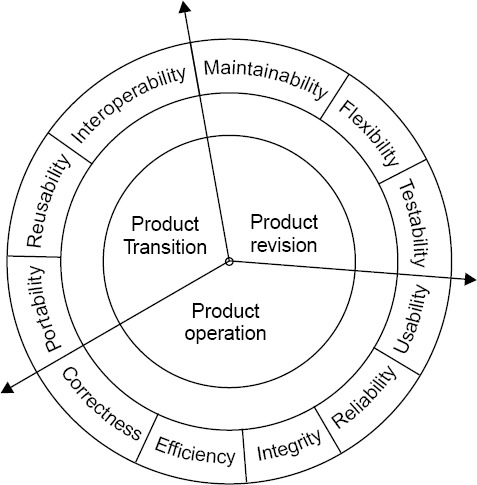 Interoperability
Maintainability
Flexibility
Reusability
Testability
Product
Transition
Product
revision
Portability
Product
operation
Usability
Correctness
Reliability
Efficiency
Integrity